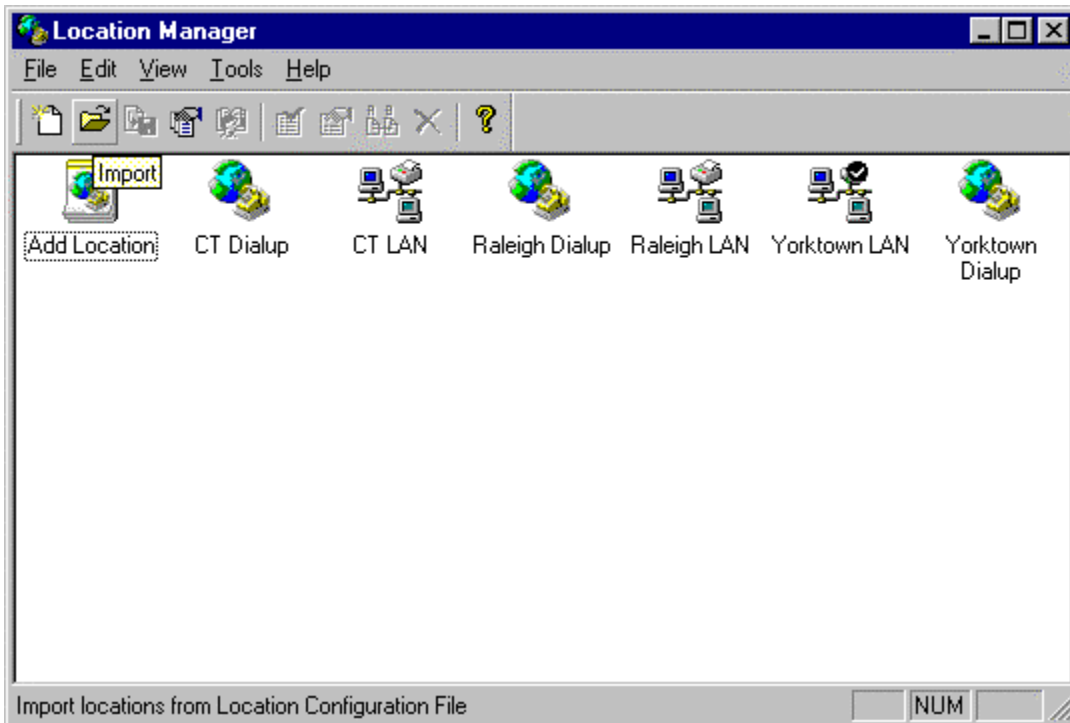 Location Manager
File Edit View Tools Help
Import
Add Location
CT Dialup
CT LAN
Raleigh Dialup
Raleigh LAN
Yorktown LAN
Yorktown
Dialup
Import locations from Location Configuration File
NUM